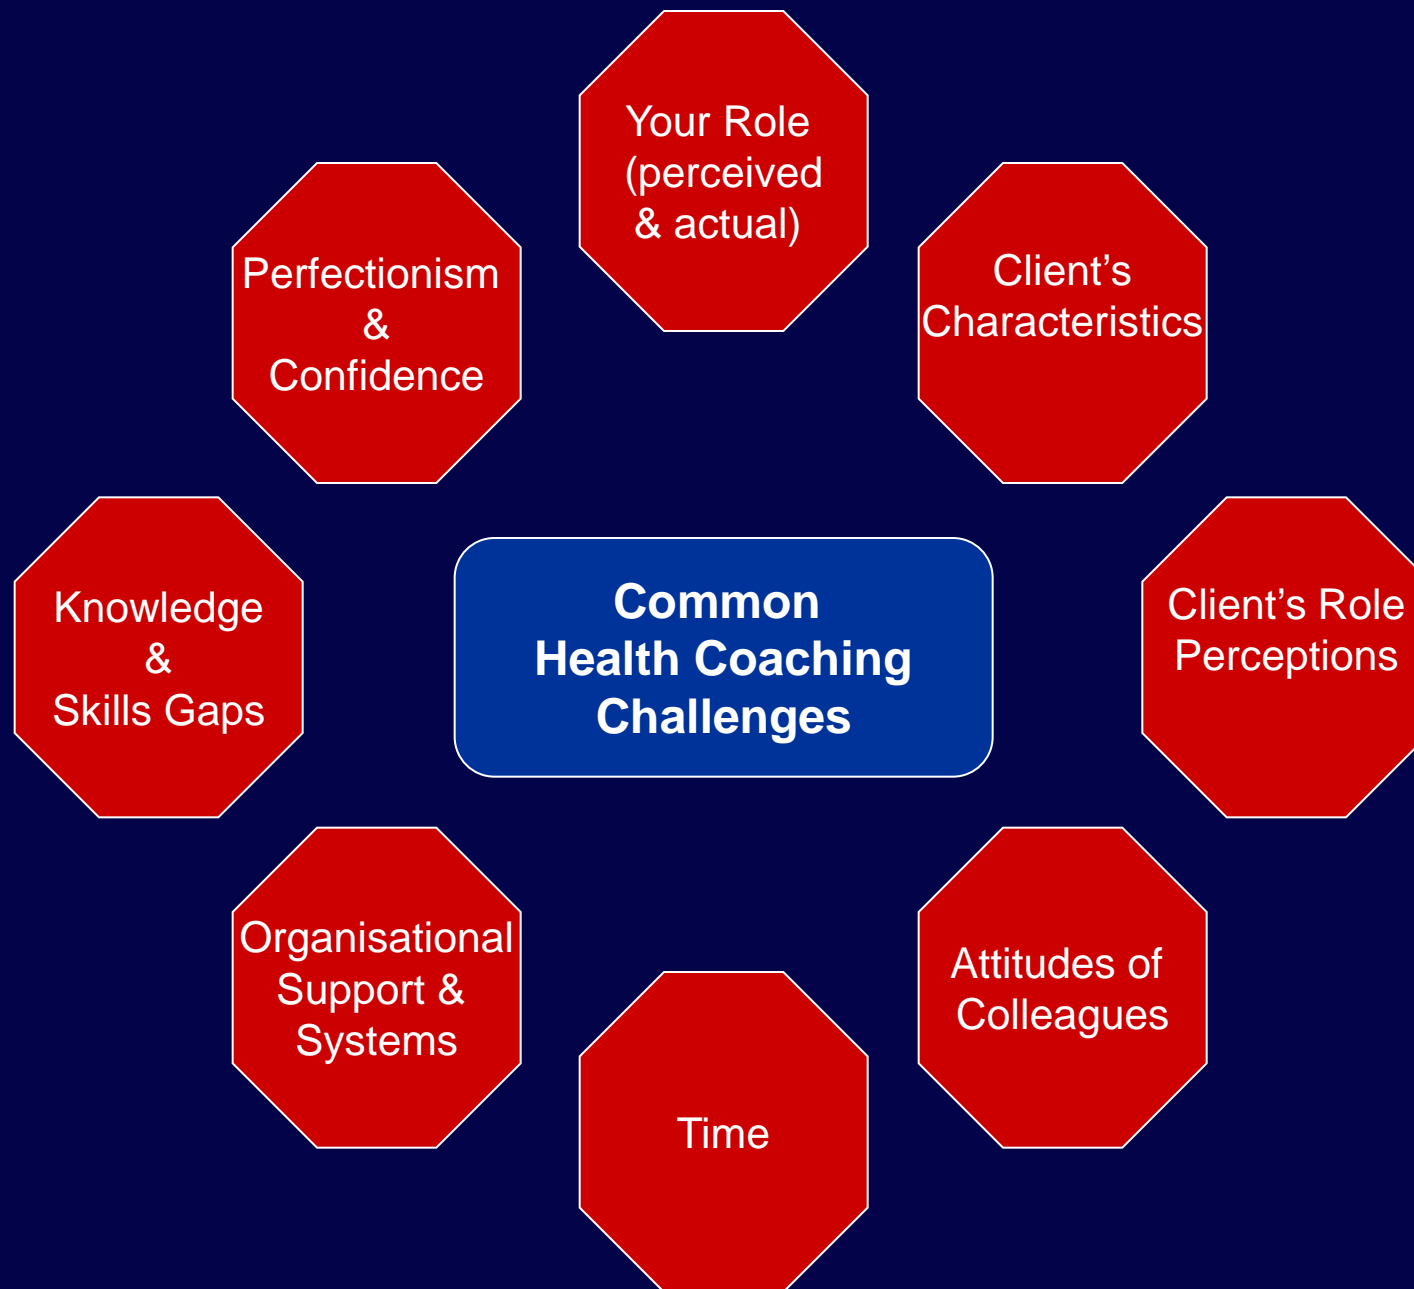 Your Role
(perceived
& actual)
Perfectionism
&
Confidence
Client’s
Characteristics
Knowledge
&
Skills Gaps
Common
Health Coaching
Challenges
Client’s Role
Perceptions
Organisational
Support &
Systems
Attitudes of
Colleagues
Time